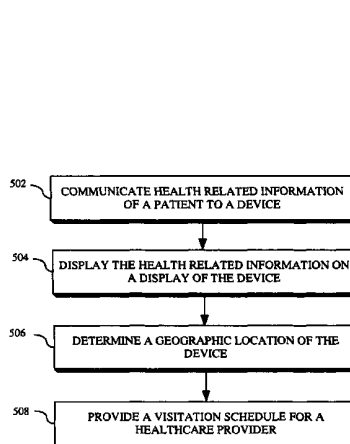 502
COMMUNICATE HEALTH RELATED INFORMATION
OF A PATIENT TO A DEVICE
504
DISPLAY THE HEALTH RELATED INFORMATION ON
A DISPLAY OF THE DEVICE
506
DETERMINE A GEOGRAPHIC LOCATION OF THE
DEVICE
508
PROVIDE A VISITATION SCHEDULE FOR A
HEALTHCARE PROVIDER